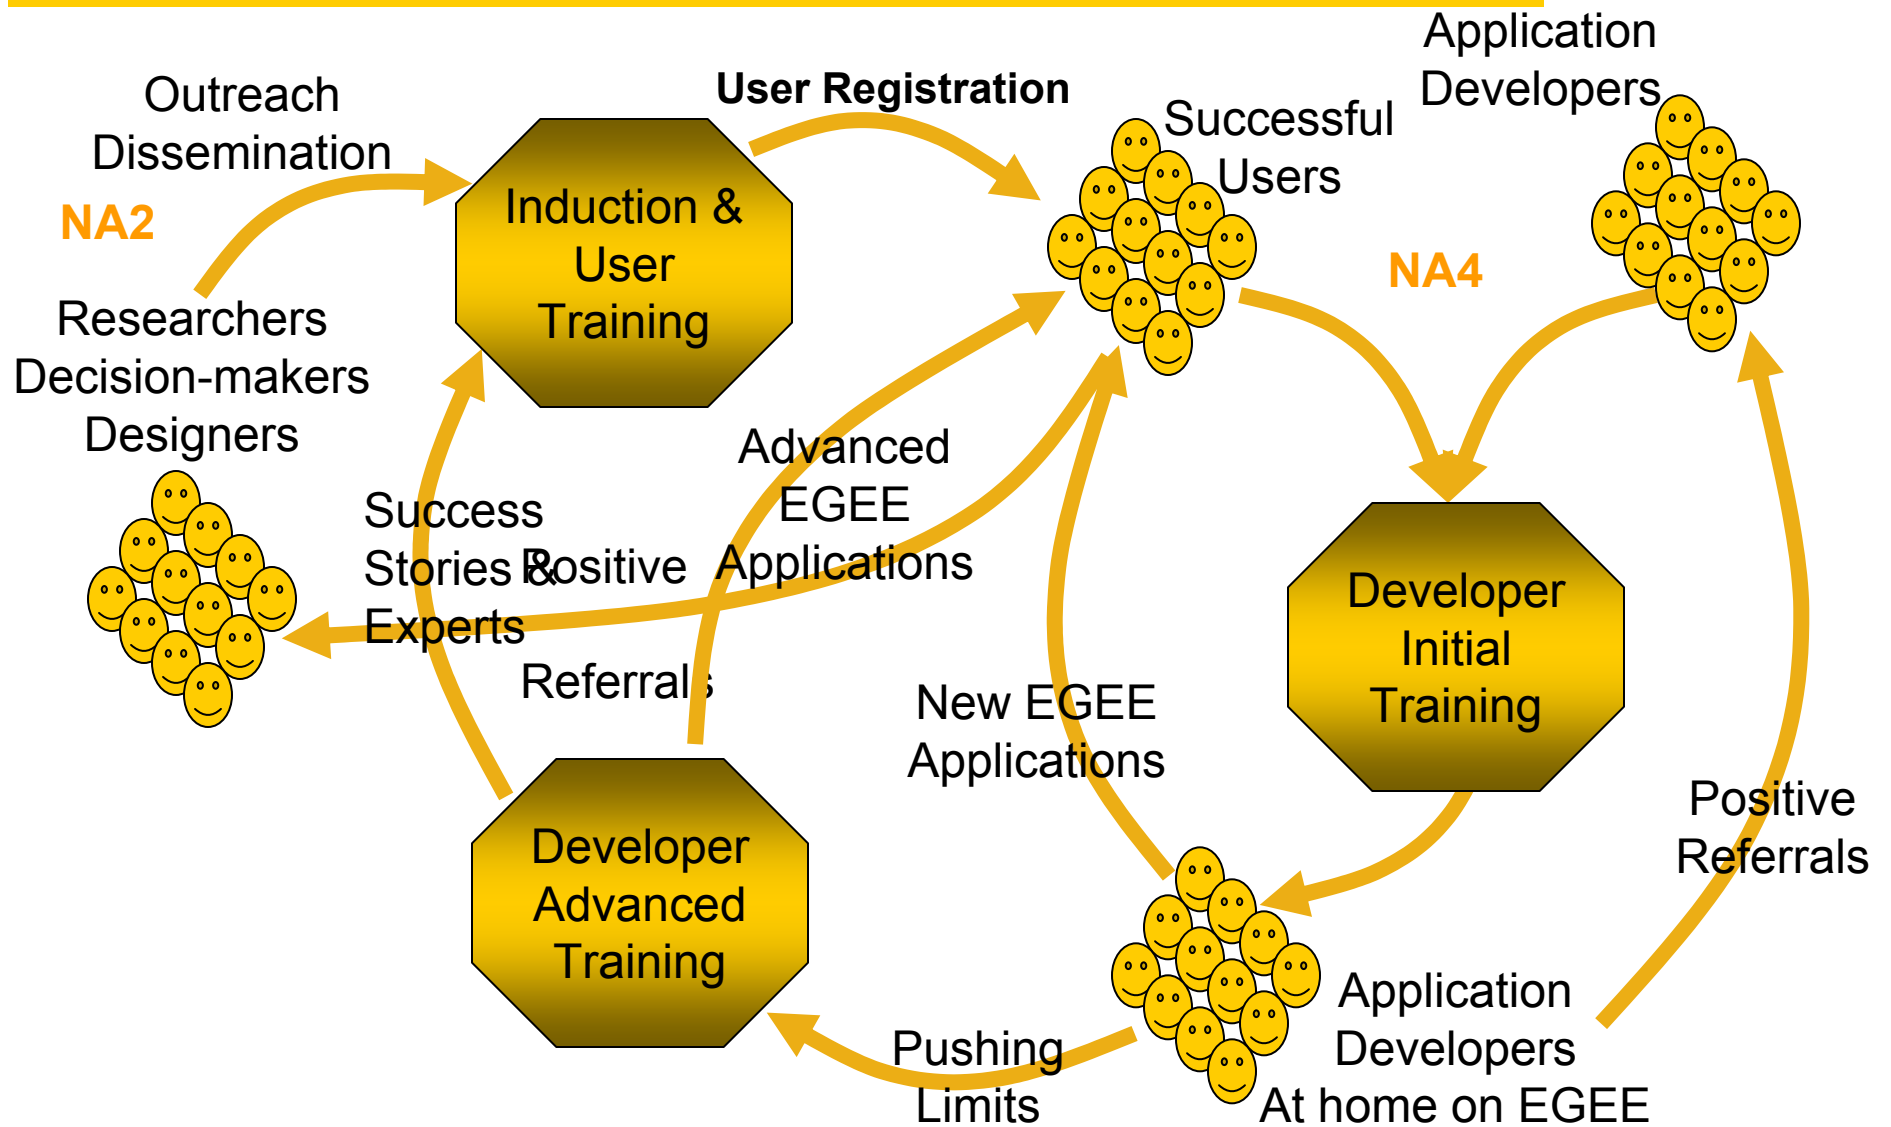 Application
Developers
Outreach
Dissemination
User Registration
Successful
Users
NA2
Induction &
User
Training
NA4
Researchers
Decision-makers
Designers
Advanced
EGEE
Applications
Success
Stories &
Experts
Positive
Referrals
Developer
Initial
Training
New EGEE
Applications
Positive
Referrals
Developer
Advanced
Training
Pushing
Limits
Application
Developers
At home on EGEE